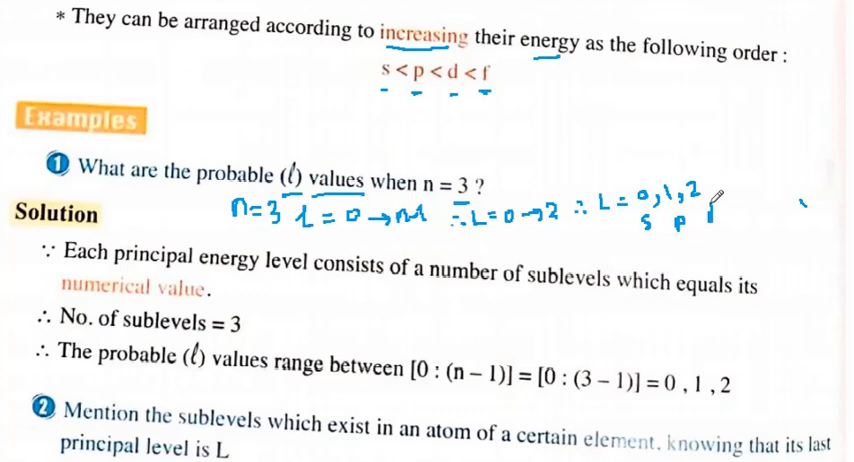 * They can be arranged according to increasing their energy as the following order :
s < p < d < f
Examples
1 What are the probable (ℓ) values when n = 3 ?
n=3 L = 0 → n-1 ∴ L = 0 → 2 ∴ L = 0, 1, 2
s p
Solution
∵ Each principal energy level consists of a number of sublevels which equals its
numerical value.
∴ No. of sublevels = 3
∴ The probable (ℓ) values range between [0 : (n – 1)] = [0 : (3 – 1)] = 0 , 1 , 2
2 Mention the sublevels which exist in an atom of a certain element, knowing that its last
principal level is L